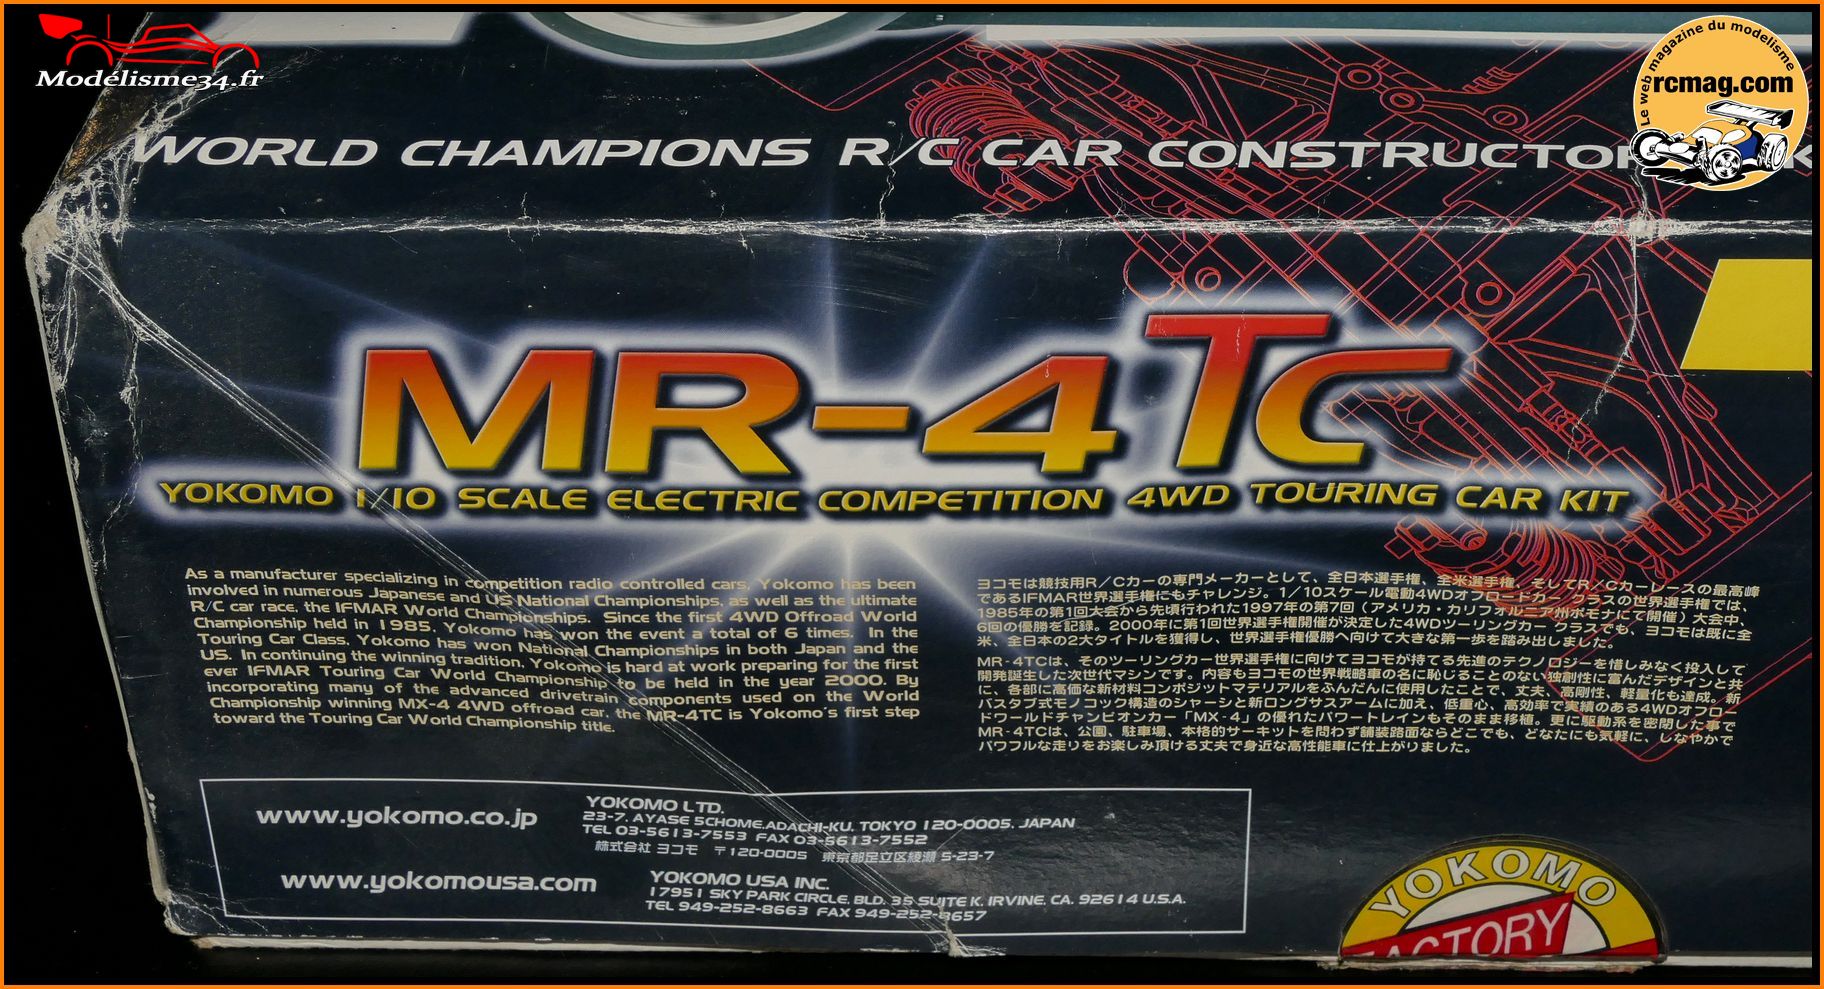 Modélisme34.fr
Le web magazine du modelisme
rcmag.com
WORLD CHAMPIONS R/C CAR CONSTRUCTOR
MR-4TC
YOKOMO 1/10 SCALE ELECTRIC COMPETITION 4WD TOURING CAR KIT
As a manufacturer specializing in competition radio controlled cars, Yokomo has been
involved in numerous Japanese and US National Championships, as well as the ultimate
R/C car race, the IFMAR World Championships. Since the first 4WD Offroad World
Championship held in 1985, Yokomo has won the event a total of 6 times. In the
Touring Car Class, Yokomo has won National Championships in both Japan and the
US. In continuing the winning tradition, Yokomo is hard at work preparing for the first
ever IFMAR Touring Car World Championship to be held in the year 2000. By
incorporating many of the advanced drivetrain components used on the World
Championship winning MX-4 4WD offroad car, the MR-4TC is Yokomo's first step
toward the Touring Car World Championship title.
ヨコモは競技用R/Cカーの専門メーカーとして、全日本選手権、全米選手権、そしてR/Cカーレースの最高峰
であるIFMAR世界選手権にもチャレンジ。1/10スケール電動4WDオフロードカークラスの世界選手権では、
1985年の第1回大会から先頃行われた1997年の第7回(アメリカ・カリフォルニア州ポモナにて開催)大会中、
6回の優勝を記録。2000年に第1回世界選手権開催が決定した4WDツーリングカークラスでも、ヨコモは既に全
米、全日本の2大タイトルを獲得し、世界選手権優勝へ向けて大きな第一歩を踏み出しました。
MR-4TCは、そのツーリングカー世界選手権に向けてヨコモが持てる先進のテクノロジーを惜しみなく投入して
開発誕生した次世代マシンです。内容もヨコモの世界戦略車の名に恥じることのない独創性に富んだデザインと共
に、各部に高価な新材料コンポジットマテリアルをふんだんに使用したことで、丈夫、高剛性、軽量化も達成。新
バスタブ式モノコック構造のシャーシと新ロングサスアームに加え、低重心、高効率で実績のある4WDオフロー
ドワールドチャンピオンカー「MX-4」の優れたパワートレインもそのまま移植。更に駆動系を密閉した事で
MR-4TCは、公園、駐車場、本格的サーキットを問わず舗装路面ならどこでも、どなたにも気軽に、しなやかで
パワフルな走りをお楽しみ頂ける丈夫で身近な高性能車に仕上がりました。
www.yokomo.co.jp
YOKOMO LTD.
23-7, AYASE 5CHOME, ADACHI-KU, TOKYO 120-0005, JAPAN
TEL 03-5613-7553 FAX 03-5613-7552
株式会社 ヨコモ 〒120-0005 東京都足立区綾瀬 5-23-7
www.yokomousa.com
YOKOMO USA INC.
17951 SKY PARK CIRCLE, BLD. 35 SUITE K, IRVINE, CA. 92614 U.S.A.
TEL 949-252-8663 FAX 949-252-8657
YOKOMO
FACTORY